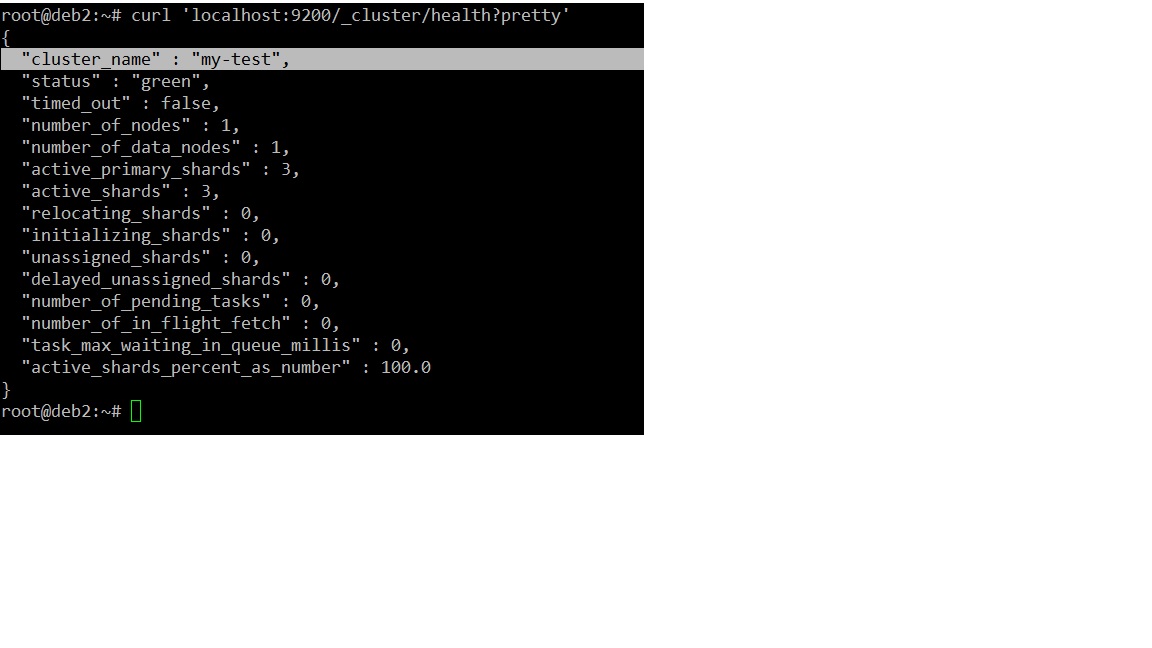 root@deb2:~# curl 'localhost:9200/_cluster/health?pretty'
{
  "cluster_name" : "my-test",
  "status" : "green",
  "timed_out" : false,
  "number_of_nodes" : 1,
  "number_of_data_nodes" : 1,
  "active_primary_shards" : 3,
  "active_shards" : 3,
  "relocating_shards" : 0,
  "initializing_shards" : 0,
  "unassigned_shards" : 0,
  "delayed_unassigned_shards" : 0,
  "number_of_pending_tasks" : 0,
  "number_of_in_flight_fetch" : 0,
  "task_max_waiting_in_queue_millis" : 0,
  "active_shards_percent_as_number" : 100.0
}
root@deb2:~#